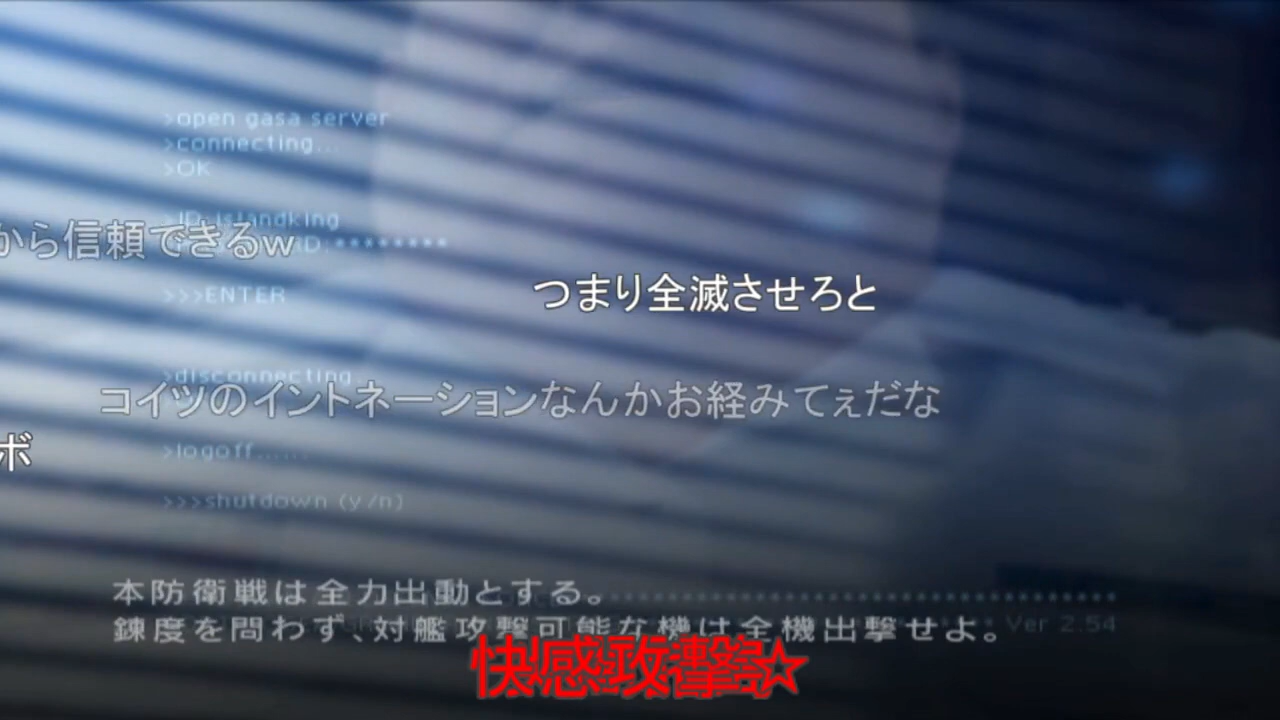 >open gasa server
>connecting...
>OK
>ID:islandking
から信頼できるw
ID:********
>>>ENTER
つまり全滅させろと
>disconnecting
コイツのイントネーションなんかお経みてぇだな
ボ
>logoff......
>>>shutdown (y/n)
本防衛戦は全力出動とする。
錬度を問わず、対艦攻撃可能な機は全機出撃せよ。
Ver 2.54